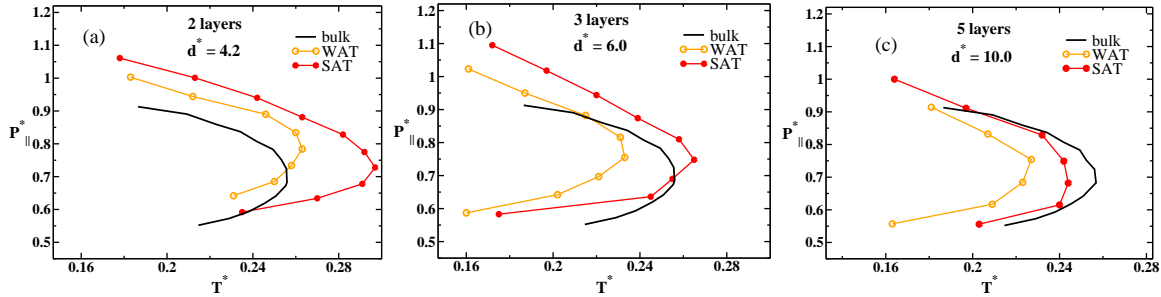 (a)
2 layers
d* = 4.2
bulk
WAT
SAT
P*||
1.2
1.1
1
0.9
0.8
0.7
0.6
0.5
0.16
0.2
0.24
0.28
T*
(b)
3 layers
d* = 6.0
bulk
WAT
SAT
P*||
1.2
1.1
1
0.9
0.8
0.7
0.6
0.5
0.16
0.2
0.24
0.28
T*
(c)
5 layers
d* = 10.0
bulk
WAT
SAT
P*||
1.2
1.1
1
0.9
0.8
0.7
0.6
0.5
0.16
0.2
0.24
0.28
T*